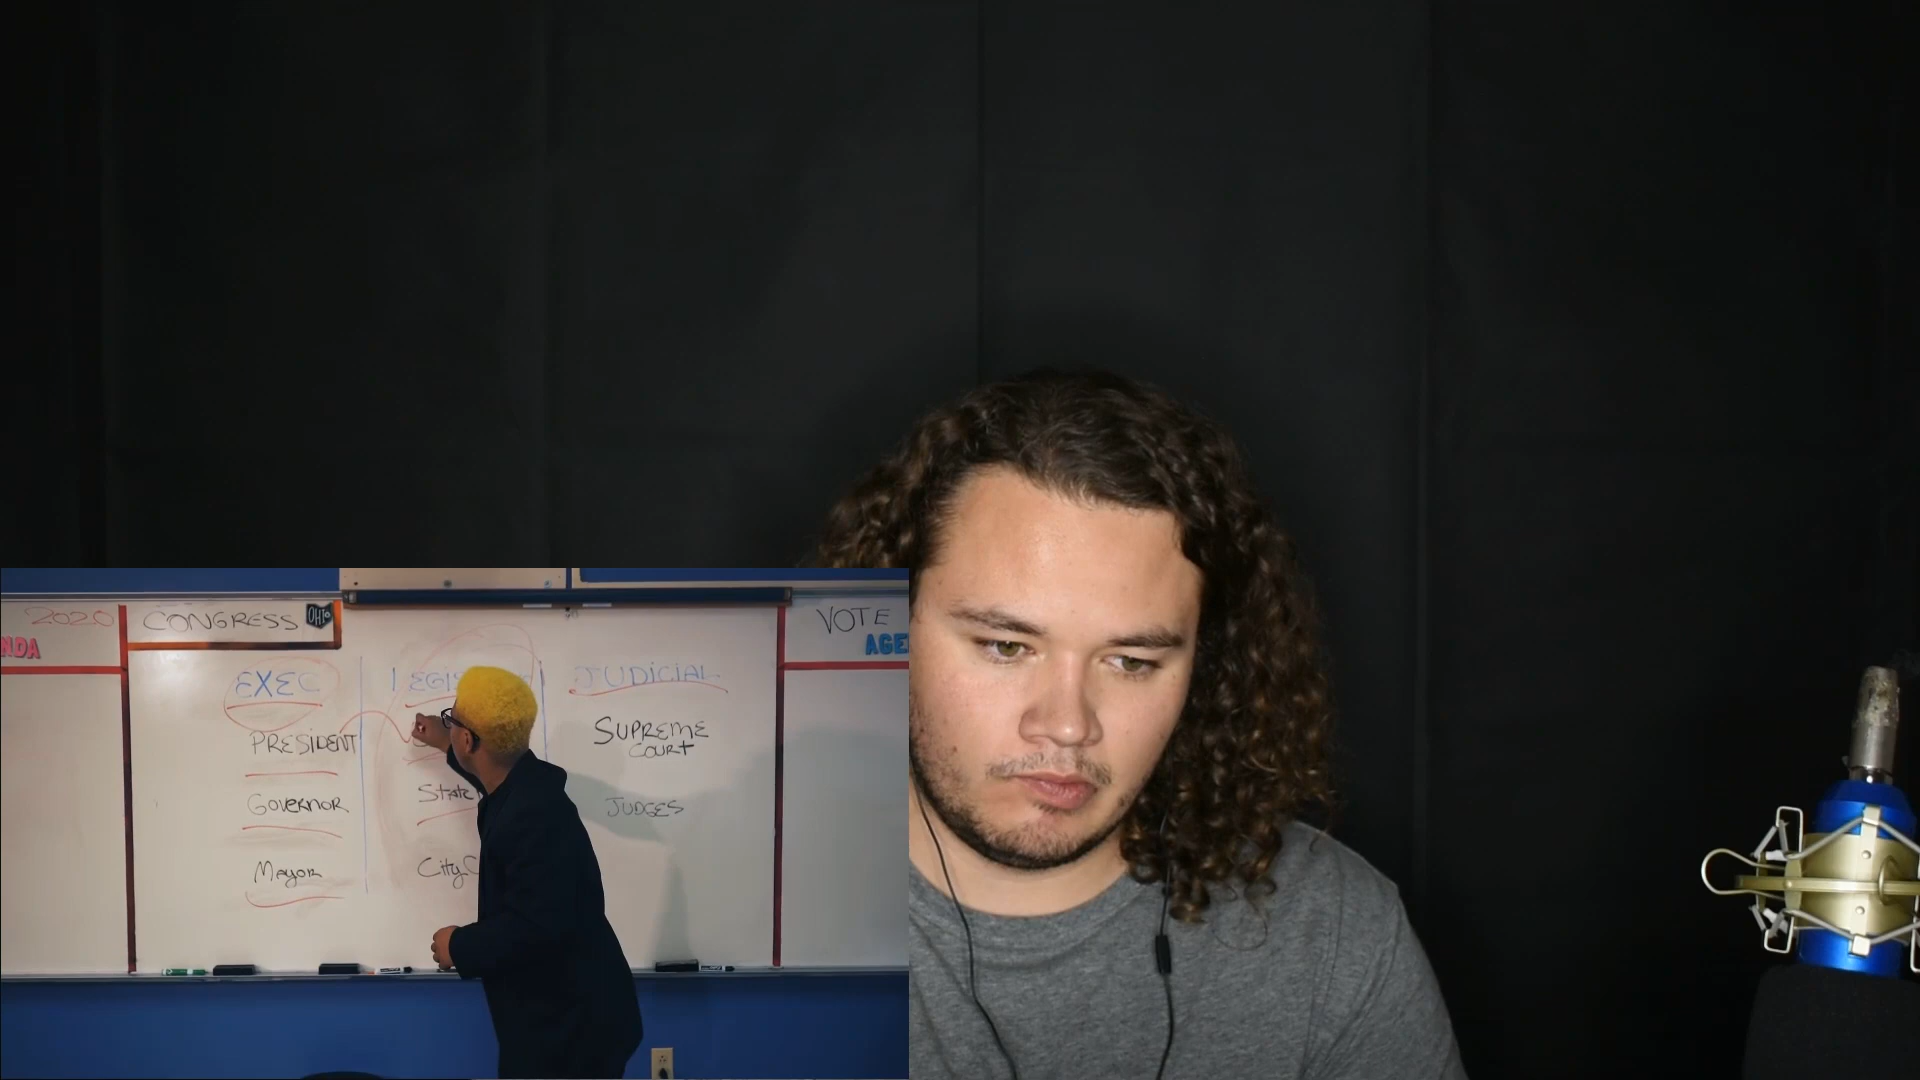 2020
NDA
CONGRESS
OHIO
VOTE
AGE
EXEC
JUDICIAL
PRESIDENT
SUPREME
COURT
GOVERNOR
State
JUDGES
Mayor
City C